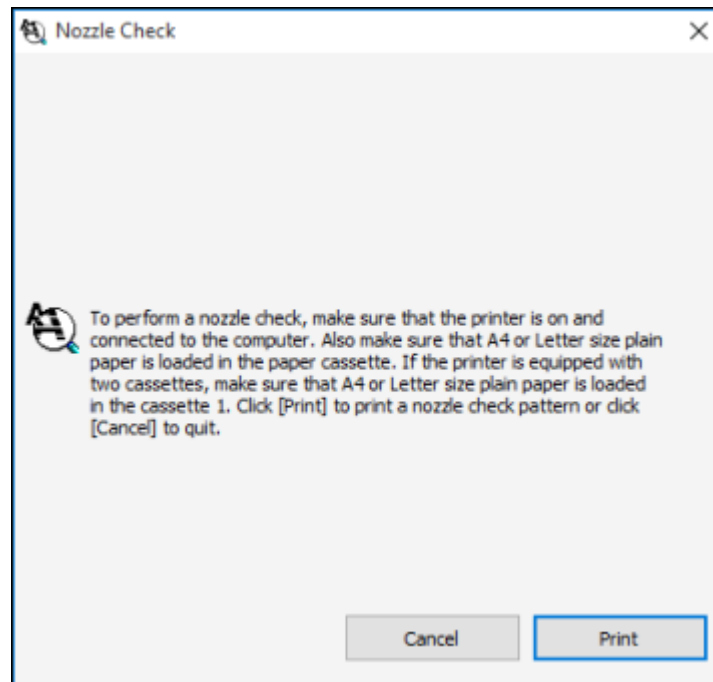 Nozzle Check
To perform a nozzle check, make sure that the printer is on and
connected to the computer. Also make sure that A4 or Letter size plain
paper is loaded in the paper cassette. If the printer is equipped with
two cassettes, make sure that A4 or Letter size plain paper is loaded
in the cassette 1. Click [Print] to print a nozzle check pattern or click
[Cancel] to quit.
Cancel Print